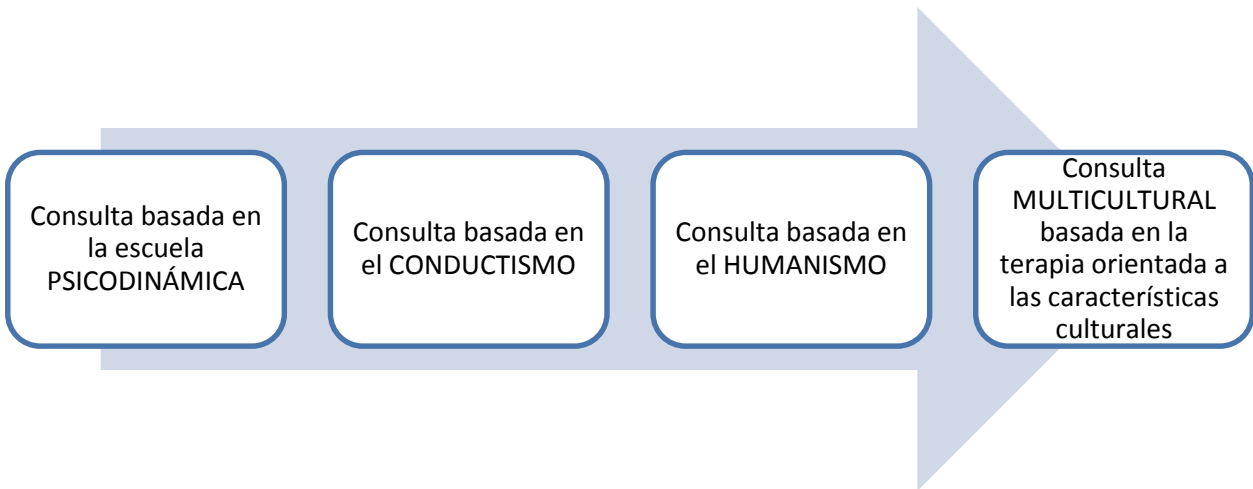 Consulta basada en
la escuela
PSICODINÁMICA
Consulta basada en
el CONDUCTISMO
Consulta basada en
el HUMANISMO
Consulta
MULTICULTURAL
basada en la
terapia orientada a
las características
culturales